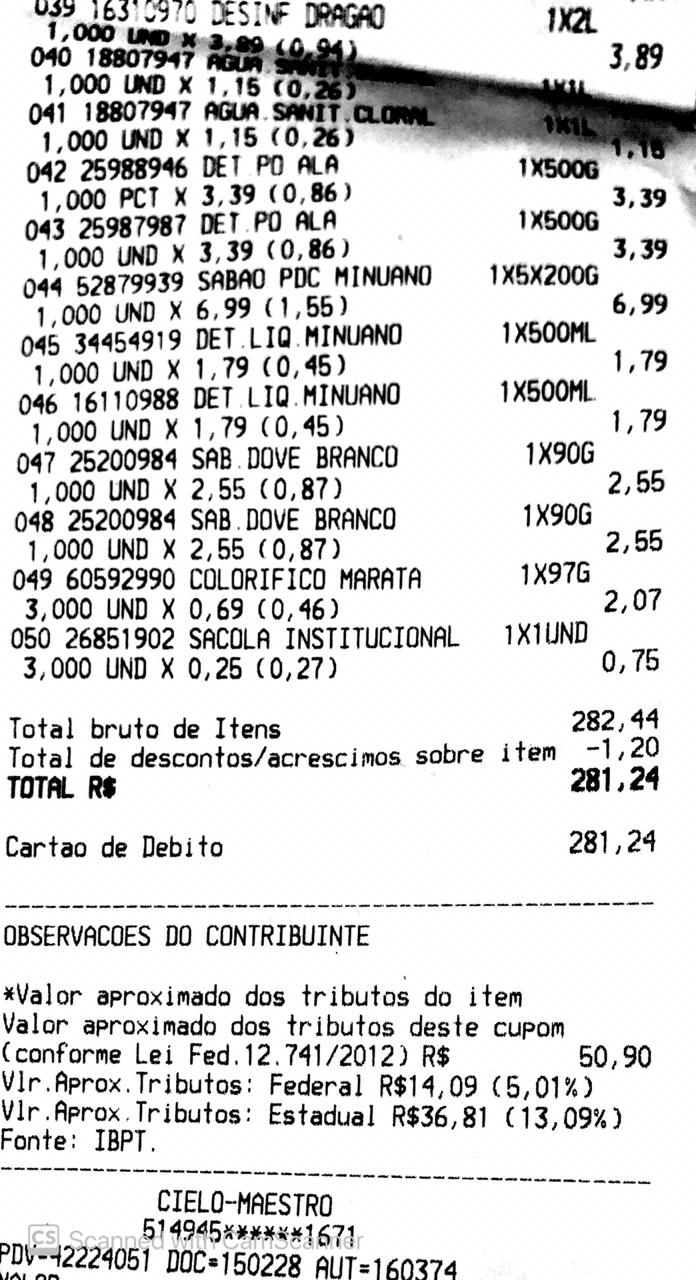 039 16310970 DESINF DRAGAO 1X2L
1,000 UND X 3,89 (0,94) 3,89
040 18807947 AGUA.SANIT. 1X1L
1,000 UND X 1,15 (0,26)
041 18807947 AGUA.SANIT.CLORAL 1X1L
1,000 UND X 1,15 (0,26) 1,15
042 25988946 DET PO ALA 1X500G
1,000 PCT X 3,39 (0,86) 3,39
043 25987987 DET.PO ALA 1X500G
1,000 UND X 3,39 (0,86) 3,39
044 52879939 SABAO PDC MINUANO 1X5X200G
1,000 UND X 6,99 (1,55) 6,99
045 34454919 DET.LIQ.MINUANO 1X500ML
1,000 UND X 1,79 (0,45) 1,79
046 16110988 DET.LIQ.MINUANO 1X500ML
1,000 UND X 1,79 (0,45) 1,79
047 25200984 SAB.DOVE BRANCO 1X90G
1,000 UND X 2,55 (0,87) 2,55
048 25200984 SAB.DOVE BRANCO 1X90G
1,000 UND X 2,55 (0,87) 2,55
049 60592990 COLORIFICO MARATA 1X97G
3,000 UND X 0,69 (0,46) 2,07
050 26851902 SACOLA INSTITUCIONAL 1X1UND
3,000 UND X 0,25 (0,27) 0,75
Total bruto de Itens 282,44
Total de descontos/acrescimos sobre item -1,20
TOTAL R$ 281,24
Cartao de Debito 281,24
OBSERVACOES DO CONTRIBUINTE
*Valor aproximado dos tributos do item
Valor aproximado dos tributos deste cupom
(conforme Lei Fed.12.741/2012) R$ 50,90
Vlr.Aprox.Tributos: Federal R$14,09 (5,01%)
Vlr.Aprox.Tributos: Estadual R$36,81 (13,09%)
Fonte: IBPT.
CIELO-MAESTRO
514945******1671
CS Scanned with CamScanner
PDV=42224051 DOC=150228 AUT=160374